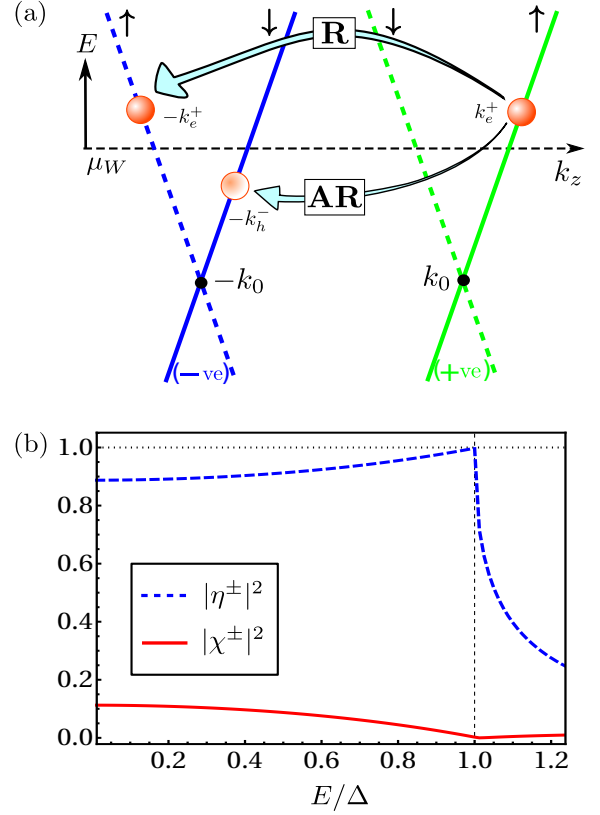 (a)
↑ ↓ R ↓ ↑
E
−k_e^+ k_e^+
μ_W k_z
AR
−k_h^−
−k_0 k_0
(−ve) (+ve)
(b)
1.0
0.8
0.6
|η^±|^2
0.4
|χ^±|^2
0.2
0.0
0.2 0.4 0.6 0.8 1.0 1.2
E/Δ